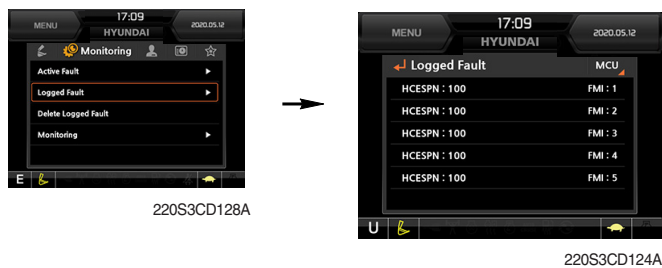 MENU
17:09
HYUNDAI
2020.05.12
Monitoring
Active Fault
Logged Fault
Delete Logged Fault
Monitoring
E
220S3CD128A
MENU
17:09
HYUNDAI
2020.05.12
Logged Fault MCU
HCESPN : 100 FMI : 1
HCESPN : 100 FMI : 2
HCESPN : 100 FMI : 3
HCESPN : 100 FMI : 4
HCESPN : 100 FMI : 5
U
220S3CD124A